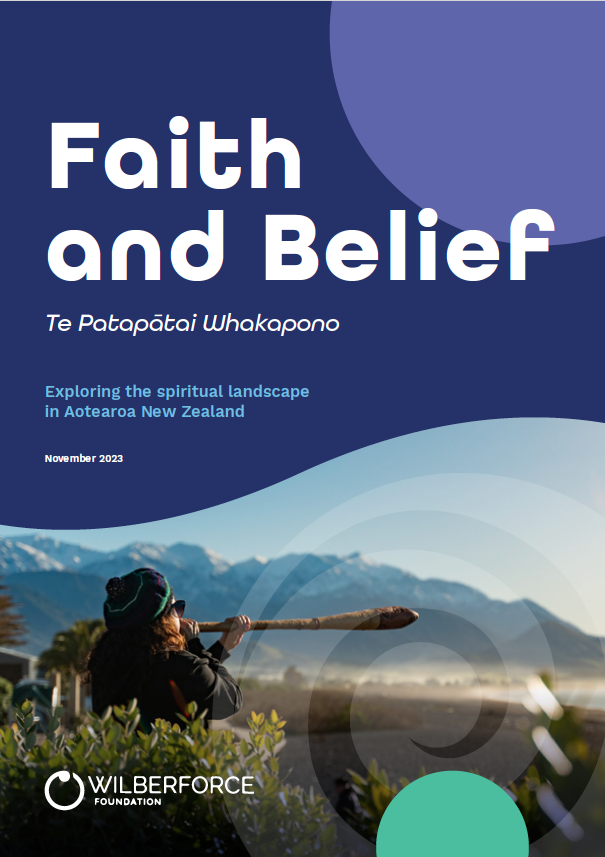 Faith
and Belief
Te Patapātai Whakapono
Exploring the spiritual landscape
in Aotearoa New Zealand
November 2023
WILBERFORCE
FOUNDATION